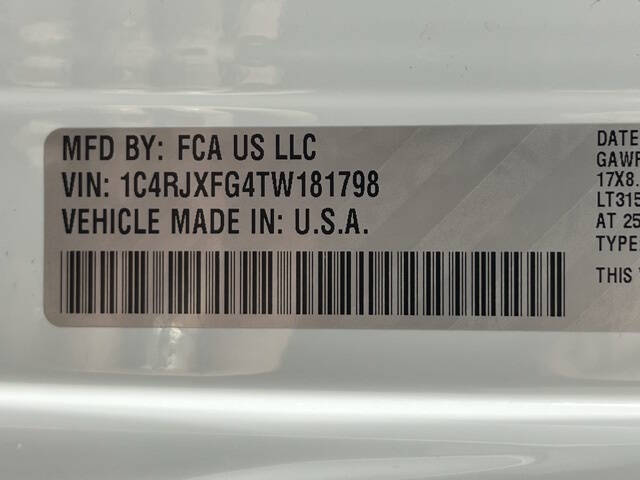 MFD BY: FCA US LLC
VIN: 1C4RJXFG4TW181798
VEHICLE MADE IN: U.S.A.
DATE
GAWR
17X8.
LT315
AT 25
TYPE
THIS